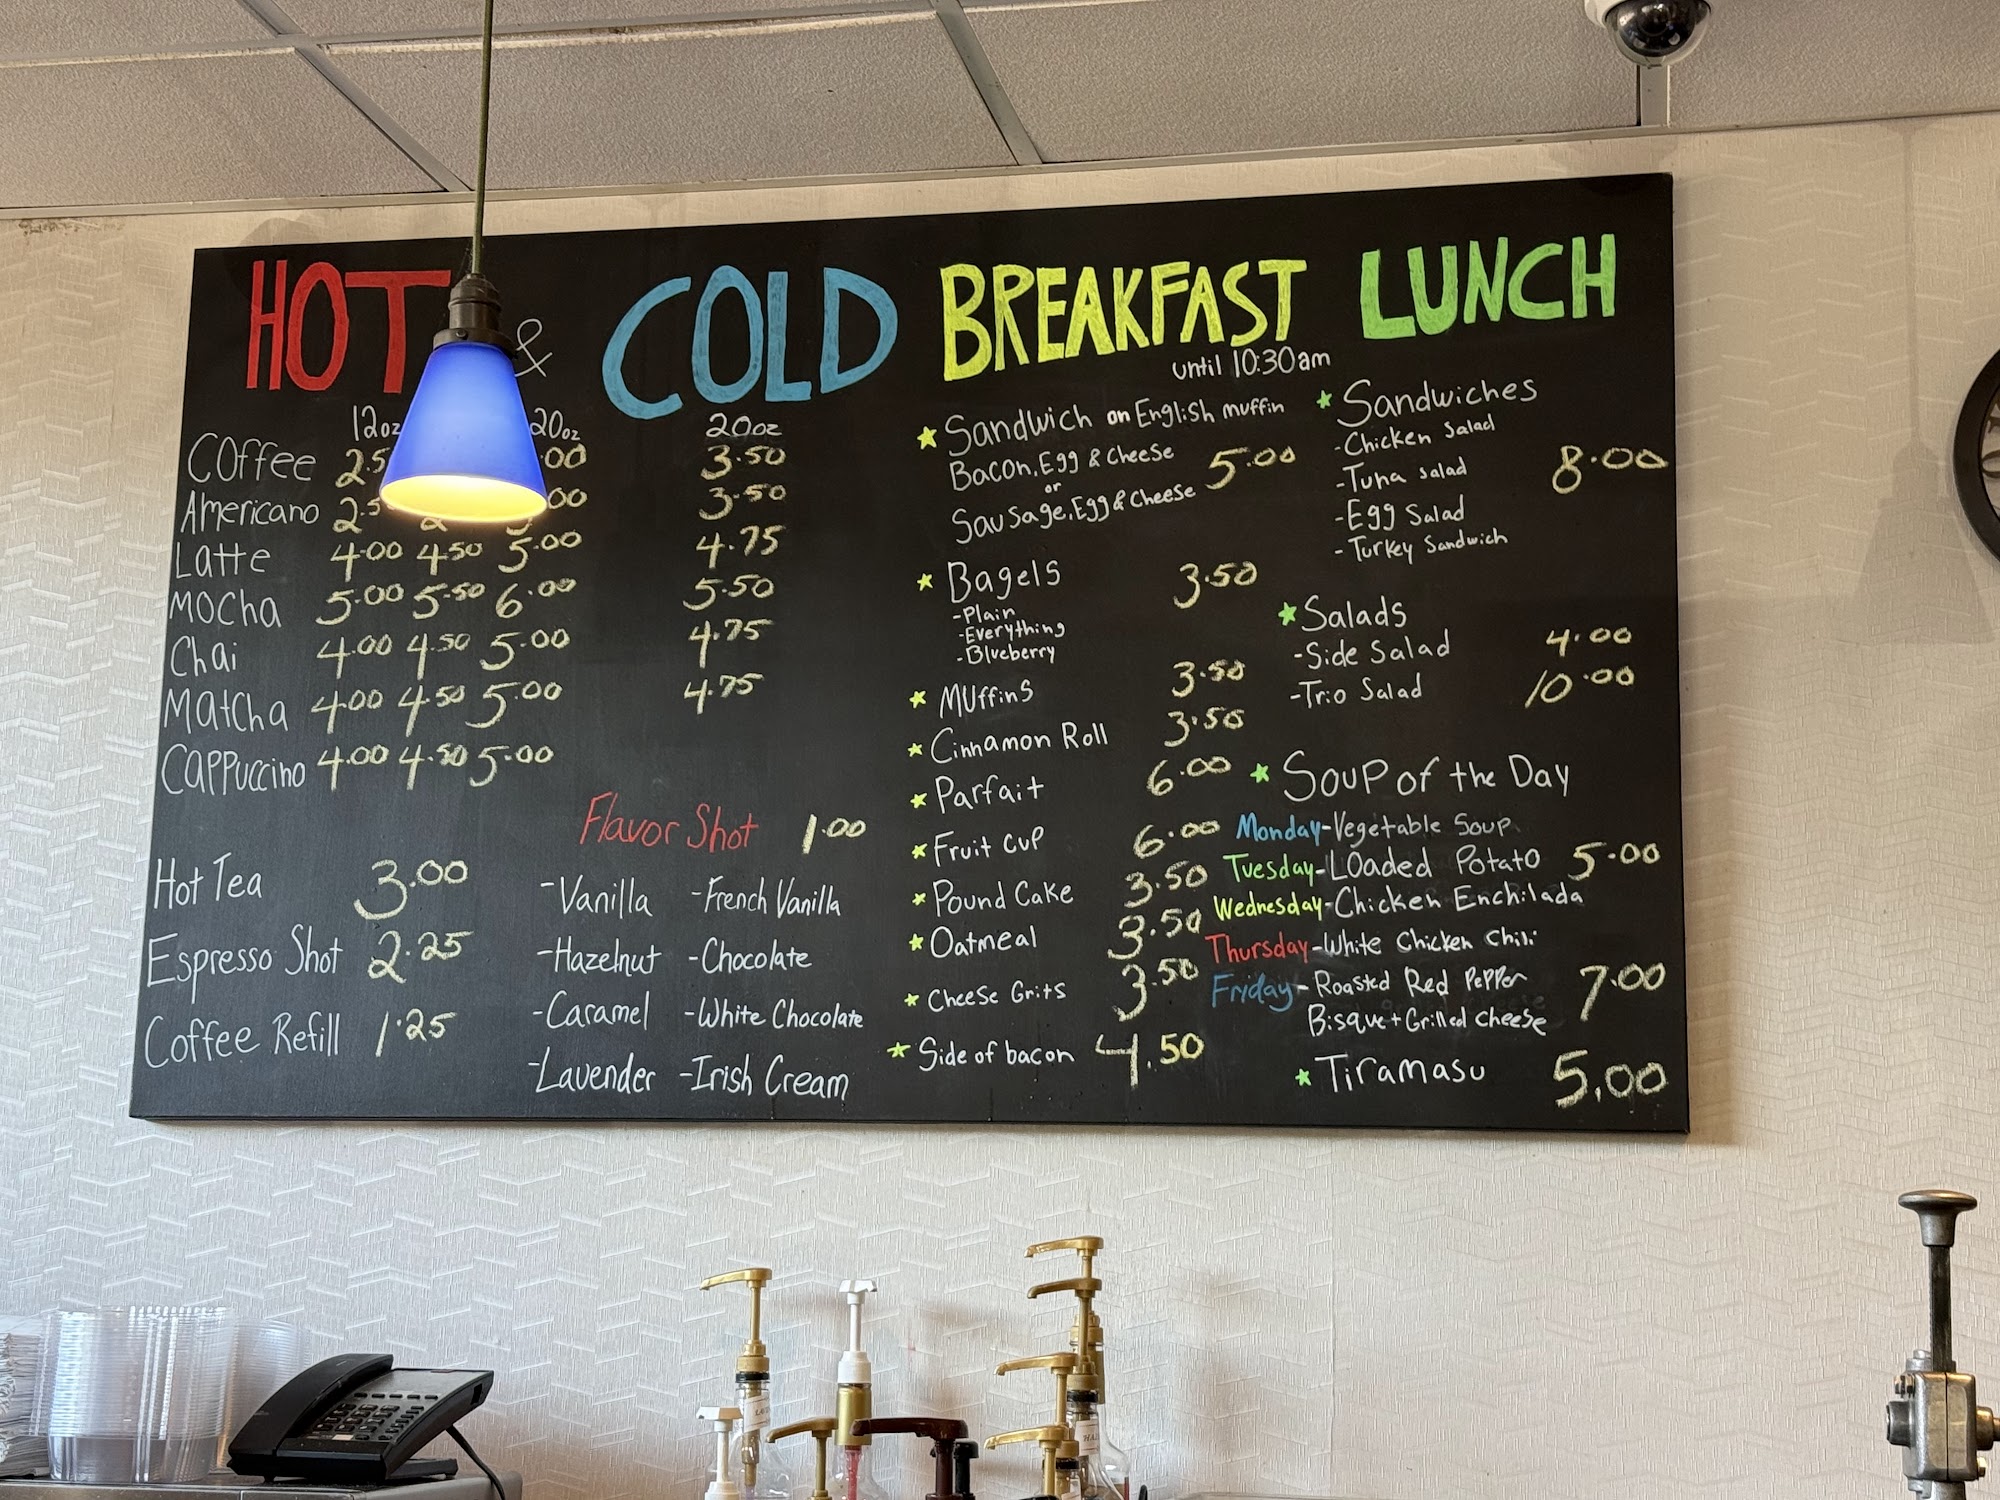 HOT & COLD
12oz 20oz 20oz
Coffee 3.50
Americano 3.50
Latte 4.00 4.50 5.00 4.75
Mocha 5.00 5.50 6.00 5.50
Chai 4.00 4.50 5.00 4.75
Matcha 4.00 4.50 5.00 4.75
Cappuccino 4.00 4.50 5.00
Hot Tea 3.00
Espresso Shot 2.25
Coffee Refill 1.25
Flavor Shot 1.00
-Vanilla -French Vanilla
-Hazelnut -Chocolate
-Caramel -White Chocolate
-Lavender -Irish Cream
BREAKFAST
until 10:30am
Sandwich on English muffin
Bacon, Egg & Cheese 5.00
or
Sausage, Egg & Cheese
Bagels 3.50
-Plain
-Everything
-Blueberry
Muffins 3.50
Cinnamon Roll 3.50
Parfait 6.00
Fruit Cup 6.00
Pound Cake 3.50
Oatmeal 3.50
Cheese Grits 3.50
Side of bacon 4.50
LUNCH
Sandwiches
-Chicken Salad
-Tuna Salad 8.00
-Egg Salad
-Turkey Sandwich
Salads
-Side Salad 4.00
-Trio Salad 10.00
Soup of the Day
Monday-Vegetable Soup
Tuesday-Loaded Potato 5.00
Wednesday-Chicken Enchilada
Thursday-White Chicken Chili
Friday-Roasted Red Pepper 7.00
Bisque + Grilled Cheese
Tiramasu 5.00